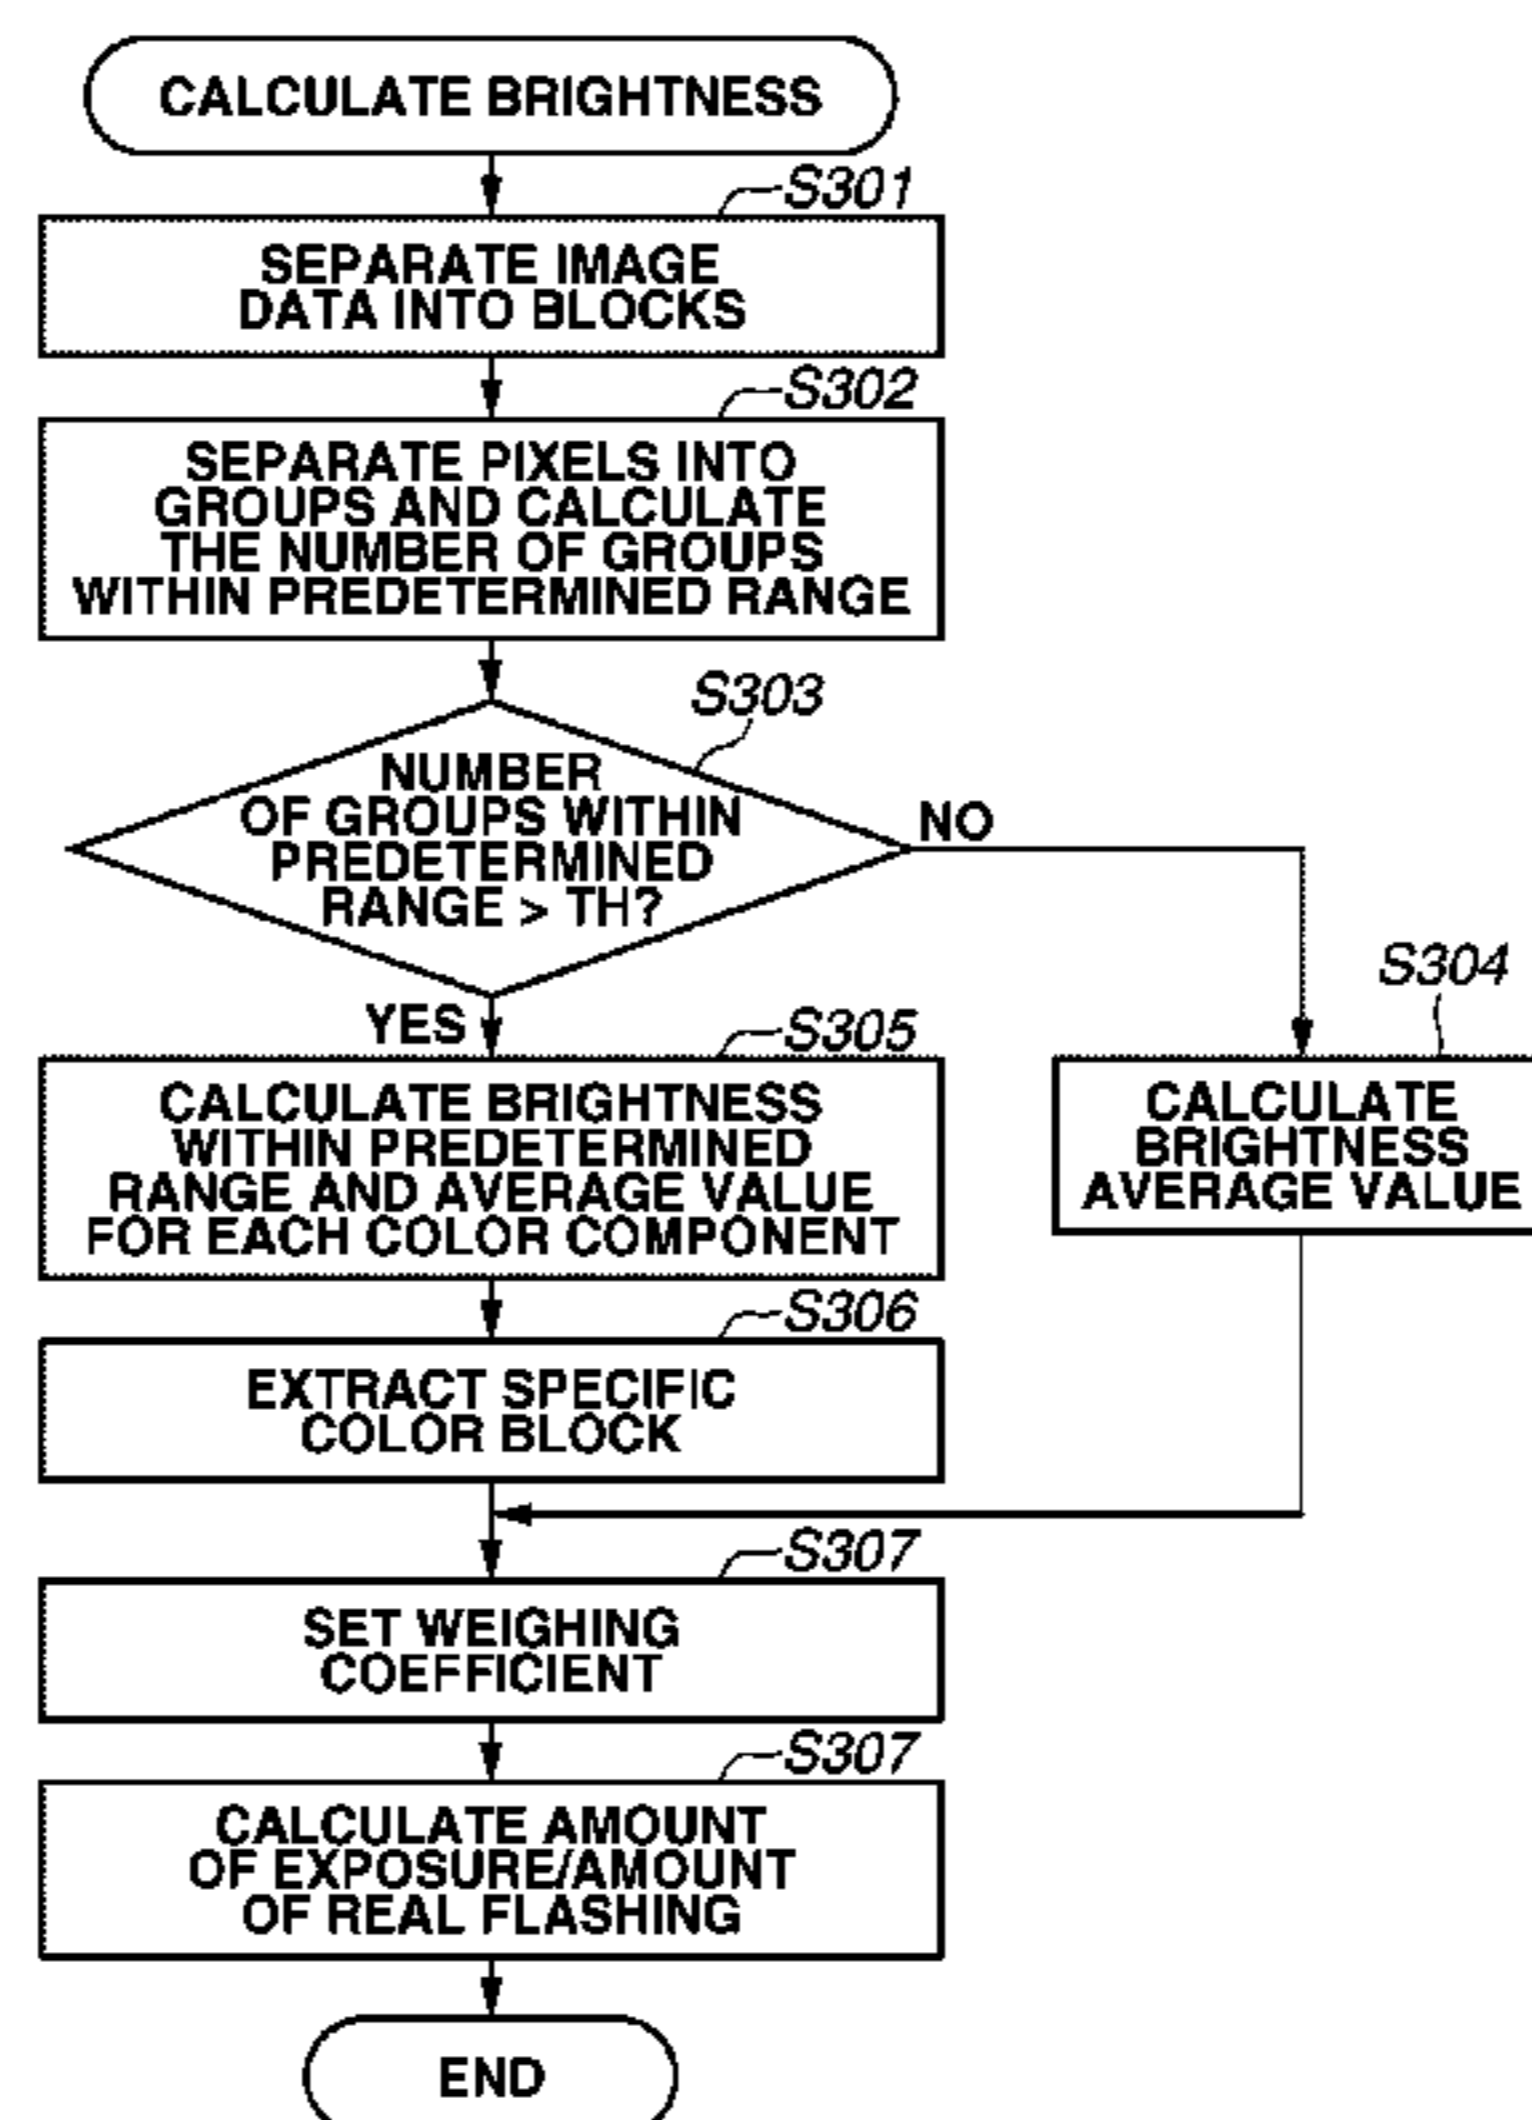 CALCULATE BRIGHTNESS
S301
SEPARATE IMAGE
DATA INTO BLOCKS
S302
SEPARATE PIXELS INTO
GROUPS AND CALCULATE
THE NUMBER OF GROUPS
WITHIN PREDETERMINED RANGE
S303
NUMBER
OF GROUPS WITHIN
PREDETERMINED
RANGE > TH?
NO
YES
S304
CALCULATE
BRIGHTNESS
AVERAGE VALUE
S305
CALCULATE BRIGHTNESS
WITHIN PREDETERMINED
RANGE AND AVERAGE VALUE
FOR EACH COLOR COMPONENT
S306
EXTRACT SPECIFIC
COLOR BLOCK
S307
SET WEIGHING
COEFFICIENT
S307
CALCULATE AMOUNT
OF EXPOSURE/AMOUNT
OF REAL FLASHING
END